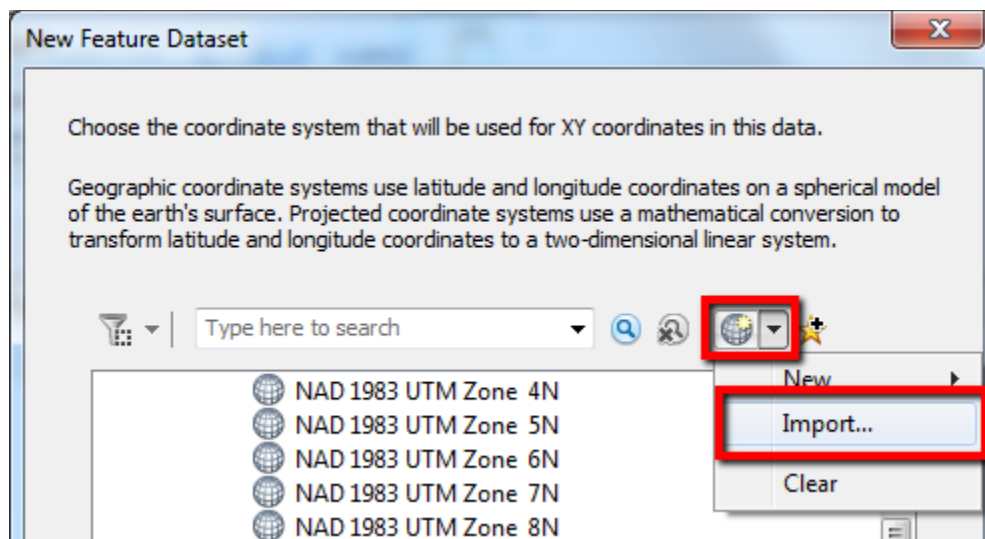 New Feature Dataset
X
Choose the coordinate system that will be used for XY coordinates in this data.
Geographic coordinate systems use latitude and longitude coordinates on a spherical model
of the earth's surface. Projected coordinate systems use a mathematical conversion to
transform latitude and longitude coordinates to a two-dimensional linear system.
Type here to search
New
NAD 1983 UTM Zone 4N
NAD 1983 UTM Zone 5N
Import...
NAD 1983 UTM Zone 6N
NAD 1983 UTM Zone 7N
Clear
NAD 1983 UTM Zone 8N